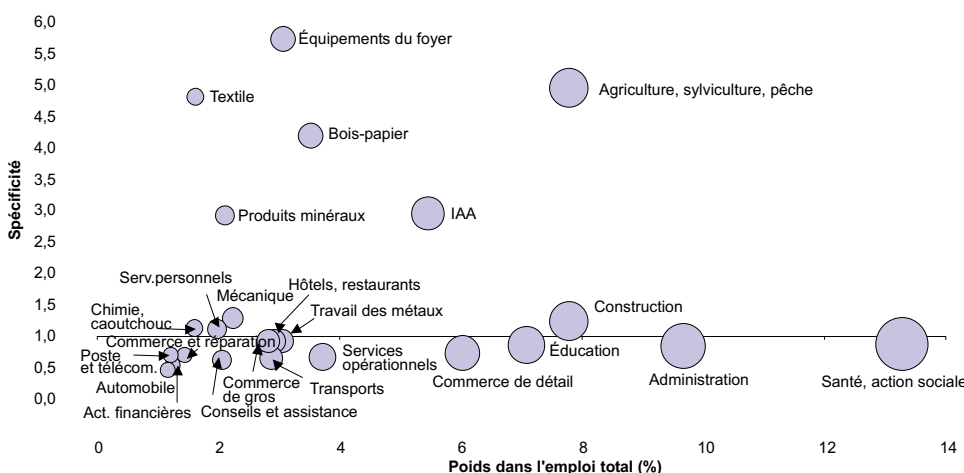 6,0
5,5
5,0
4,5
4,0
3,5
3,0
2,5
2,0
1,5
1,0
0,5
0,0
Spécificité
Équipements du foyer
Agriculture, sylviculture, pêche
Textile
Bois-papier
Produits minéraux
IAA
Serv.personnels
Hôtels, restaurants
Mécanique
Travail des métaux
Construction
Chimie,
caoutchouc
Commerce et réparation
Poste
et télécom.
Services
opérationnels
Éducation
Automobile
Commerce
de gros
Transports
Commerce de détail
Administration
Santé, action sociale
Act. financières
Conseils et assistance
0 2 4 6 8 10 12 14
Poids dans l'emploi total (%)